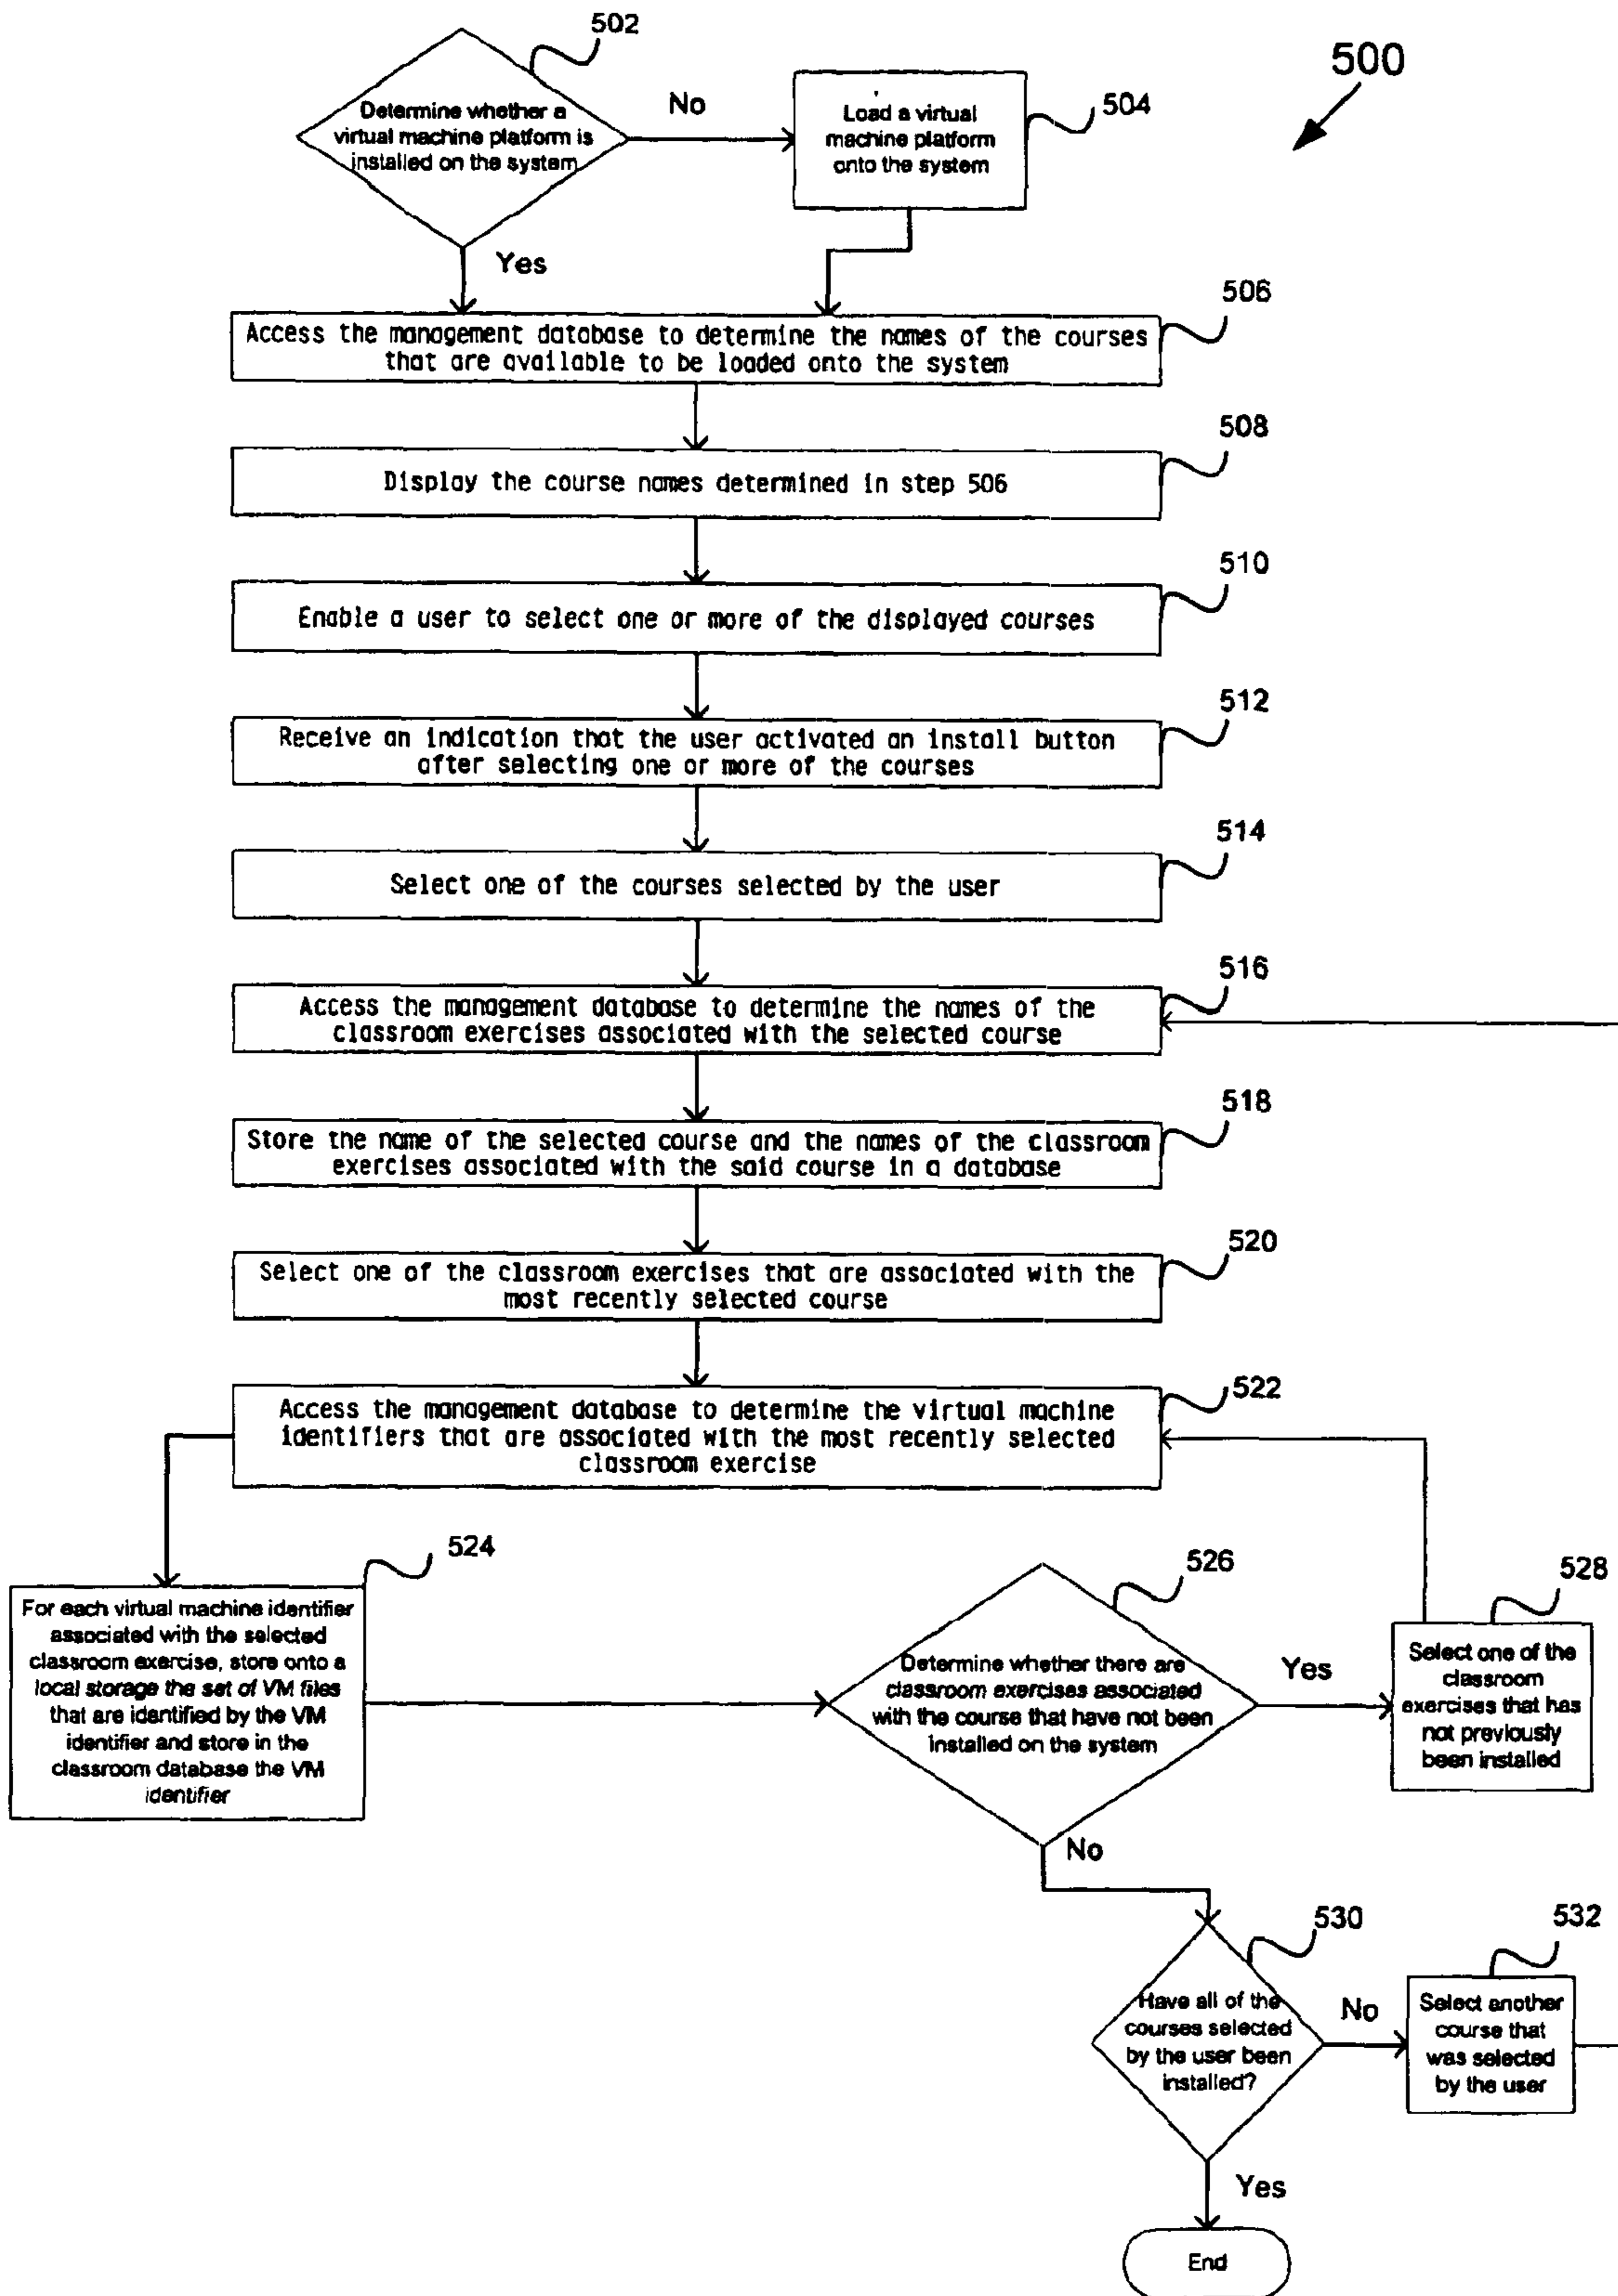 502
500
Determine whether a
virtual machine platform is
installed on the system
No
Load a virtual
machine platform
onto the system
504
Yes
506
Access the management database to determine the names of the courses
that are available to be loaded onto the system
508
Display the course names determined in step 506
510
Enable a user to select one or more of the displayed courses
512
Receive an indication that the user activated an install button
after selecting one or more of the courses
514
Select one of the courses selected by the user
516
Access the management database to determine the names of the
classroom exercises associated with the selected course
518
Store the name of the selected course and the names of the classroom
exercises associated with the said course in a database
520
Select one of the classroom exercises that are associated with the
most recently selected course
522
Access the management database to determine the virtual machine
identifiers that are associated with the most recently selected
classroom exercise
524
For each virtual machine identifier
associated with the selected
classroom exercise, store onto a
local storage the set of VM files
that are identified by the VM
identifier and store in the
classroom database the VM
identifier
526
Determine whether there are
classroom exercises associated
with the course that have not been
installed on the system
Yes
528
Select one of the
classroom
exercises that has
not previously
been installed
No
530
Have all of the
courses selected
by the user been
installed?
No
532
Select another
course that
was selected
by the user
Yes
End